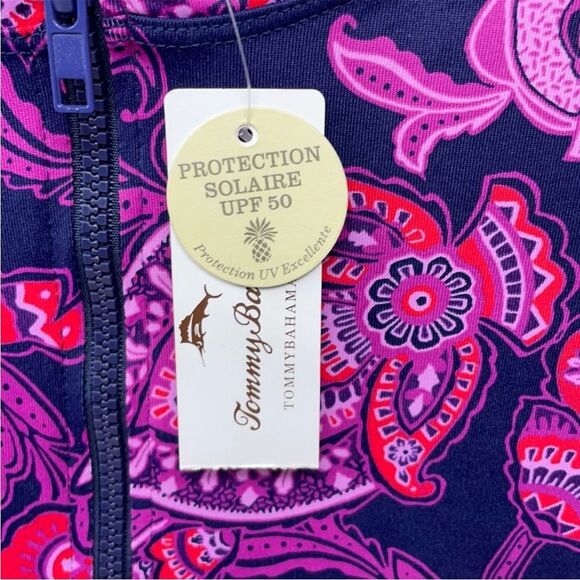 PROTECTION
SOLAIRE
UPF 50
Protection UV Excellente
Tommy Ba
TOMMYBAHAMA